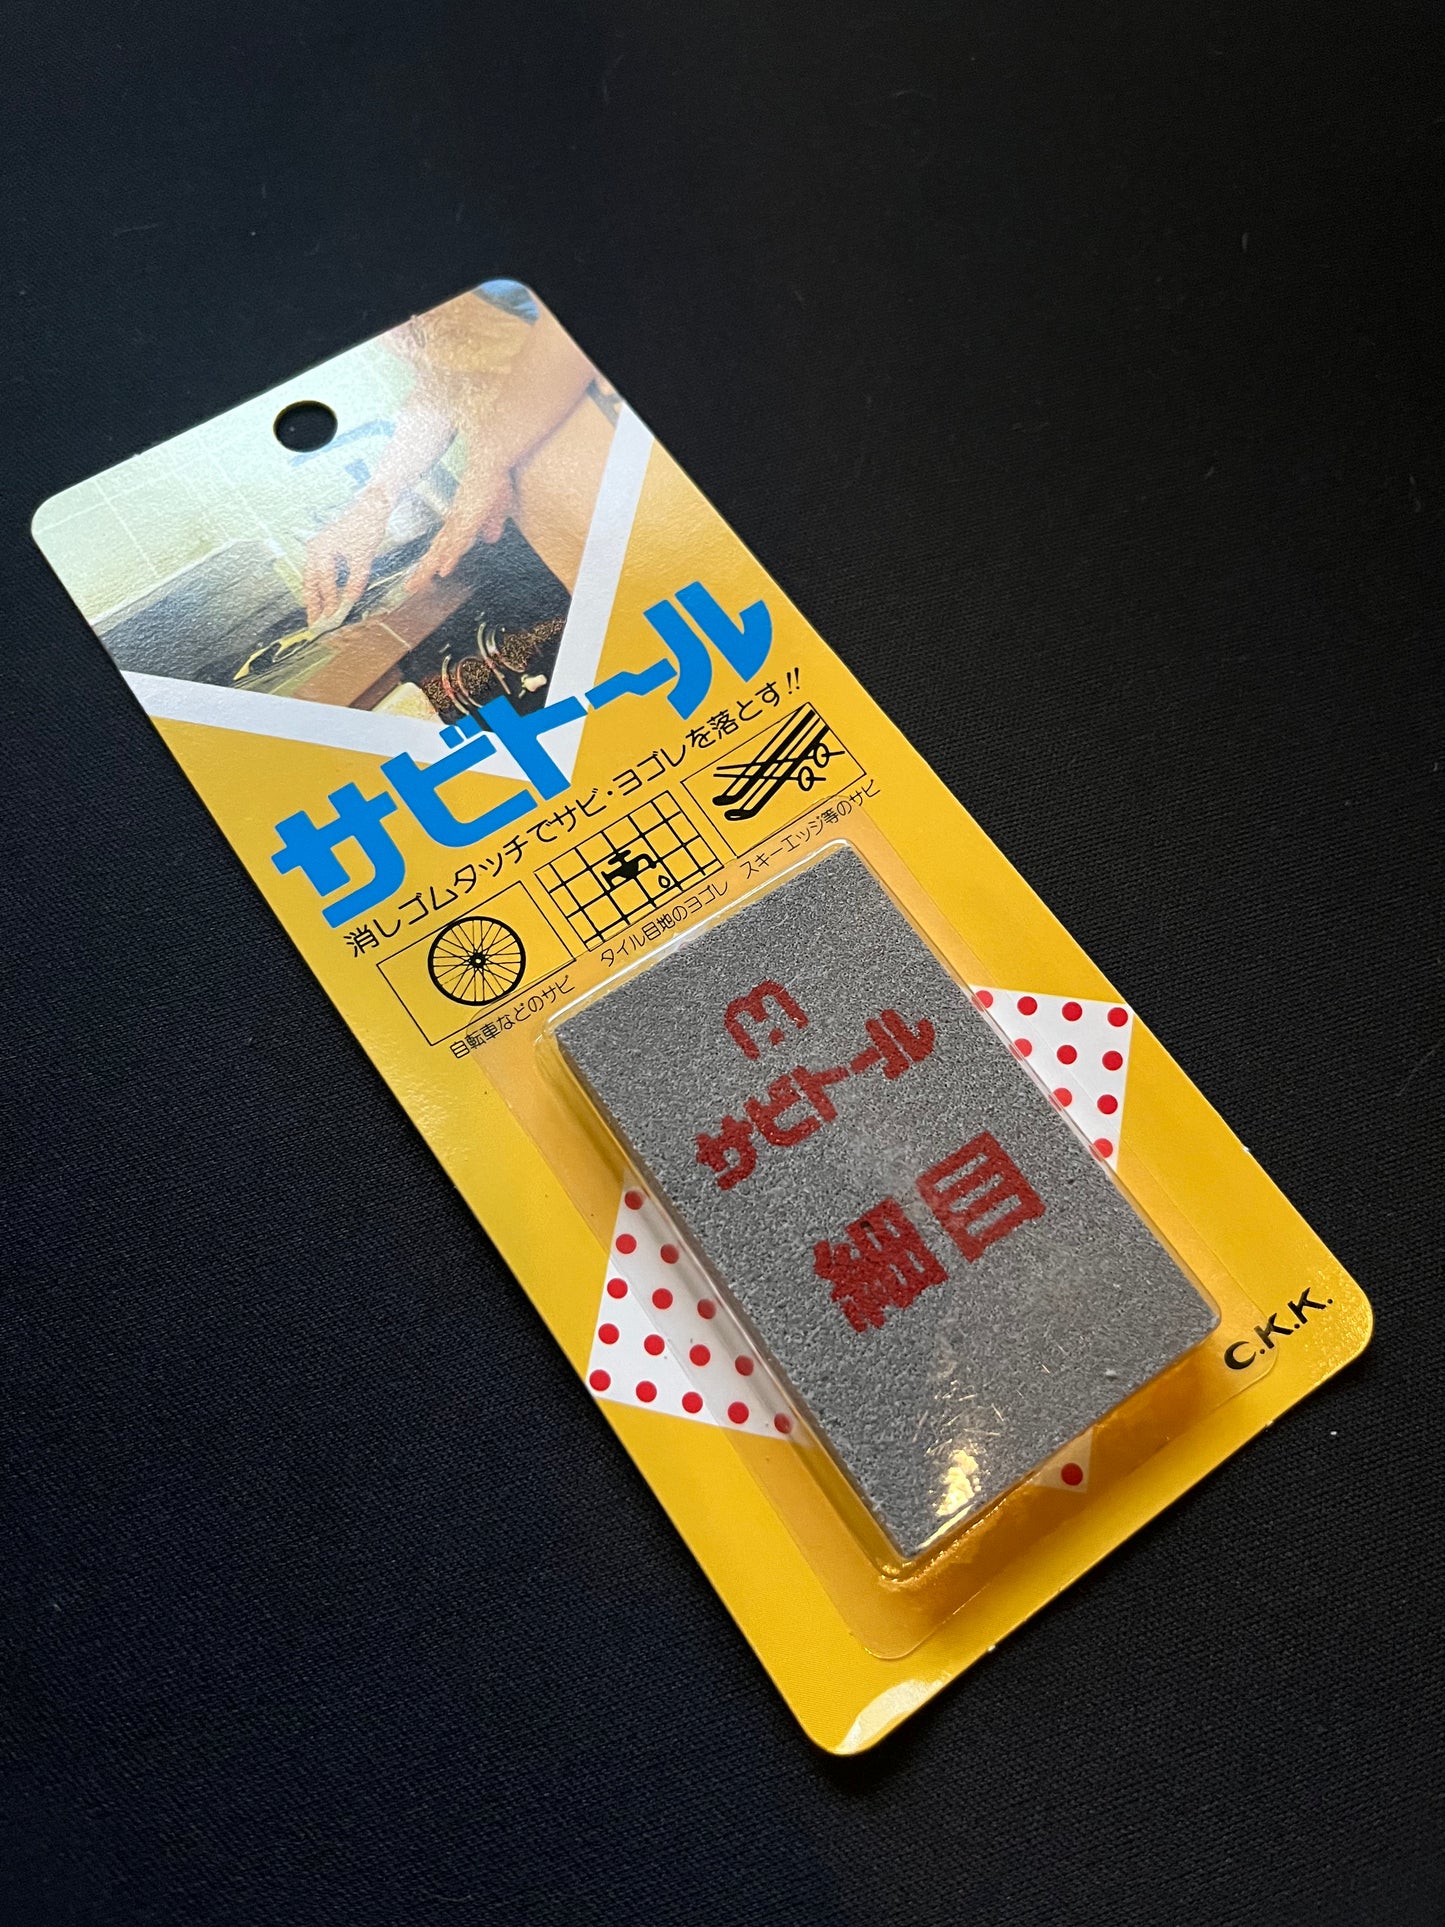 サビトール
消しゴムタッチでサビ・ヨゴレを落とす!!
自転車などのサビ
タイル目地のヨゴレ
スキーエッジ等のサビ
サビトール
細目
C.K.K.